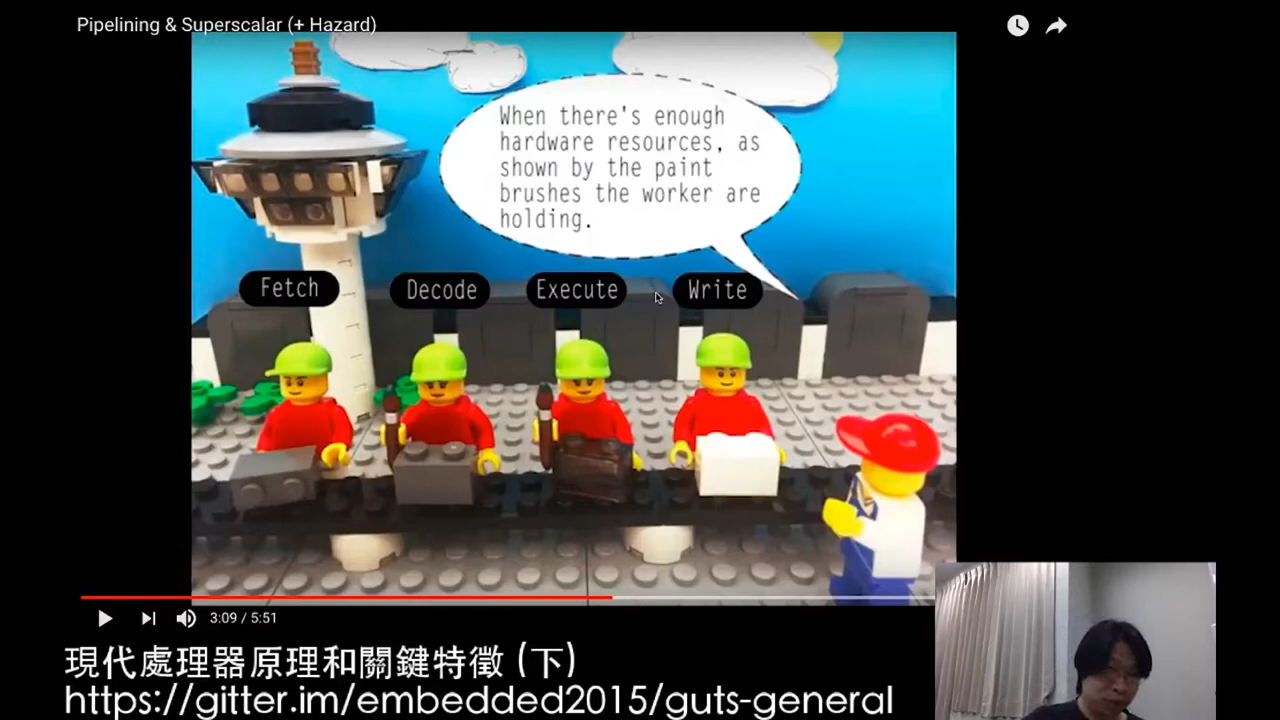 Pipelining & Superscalar (+ Hazard)
When there's enough
hardware resources, as
shown by the paint
brushes the worker are
holding.
Fetch
Decode
Execute
Write
3:09 / 5:51
現代處理器原理和關鍵特徵 (下)
https://gitter.im/embedded2015/guts-general